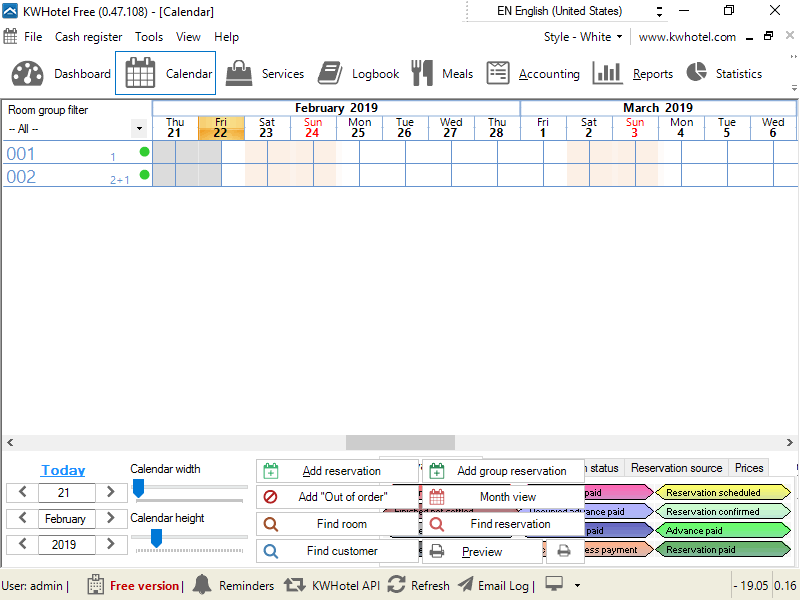 KWHotel Free (0.47.108) - [Calendar]
EN English (United States)
File Cash register Tools View Help
Style - White
www.kwhotel.com
Dashboard Calendar Services Logbook Meals Accounting Reports Statistics
Room group filter
-- All --
February 2019
March 2019
Thu Fri Sat Sun Mon Tue Wed Thu Fri Sat Sun Mon Tue Wed
21 22 23 24 25 26 27 28 1 2 3 4 5 6
001 1
002 2+1
Today
21
February
2019
Calendar width
Calendar height
Add reservation
Add group reservation
Add "Out of order"
Month view
Find room
Find reservation
Find customer
Preview
n status
Reservation source
Prices
paid
Reservation scheduled
dvance paid
Reservation confirmed
paid
Advance paid
ess payment
Reservation paid
User: admin |
Free version |
Reminders
KWHotel API
Refresh
Email Log |
- 19.05
0.16